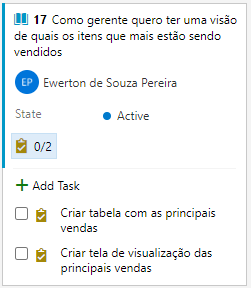 17 Como gerente quero ter uma visão
de quais os itens que mais estão sendo
vendidos
EP Ewerton de Souza Pereira
State Active
0/2
+ Add Task
Criar tabela com as principais
vendas
Criar tela de visualização das
principais vendas